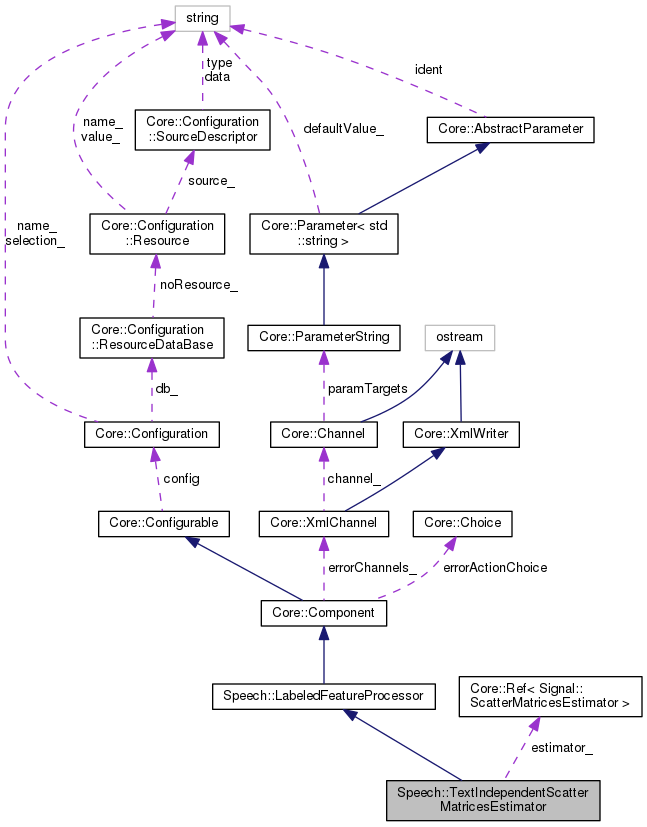 string
type
data
ident
name_
value_
Core::Configuration
::SourceDescriptor
defaultValue_
Core::AbstractParameter
source_
name_
selection_
Core::Configuration
::Resource
Core::Parameter< std
::string >
noResource_
Core::Configuration
::ResourceDataBase
Core::ParameterString
ostream
db_
paramTargets
Core::Configuration
Core::Channel
Core::XmlWriter
config
channel_
Core::Configurable
Core::XmlChannel
Core::Choice
errorChannels_
errorActionChoice
Core::Component
Speech::LabeledFeatureProcessor
Core::Ref< Signal::
ScatterMatricesEstimator >
estimator_
Speech::TextIndependentScatter
MatricesEstimator